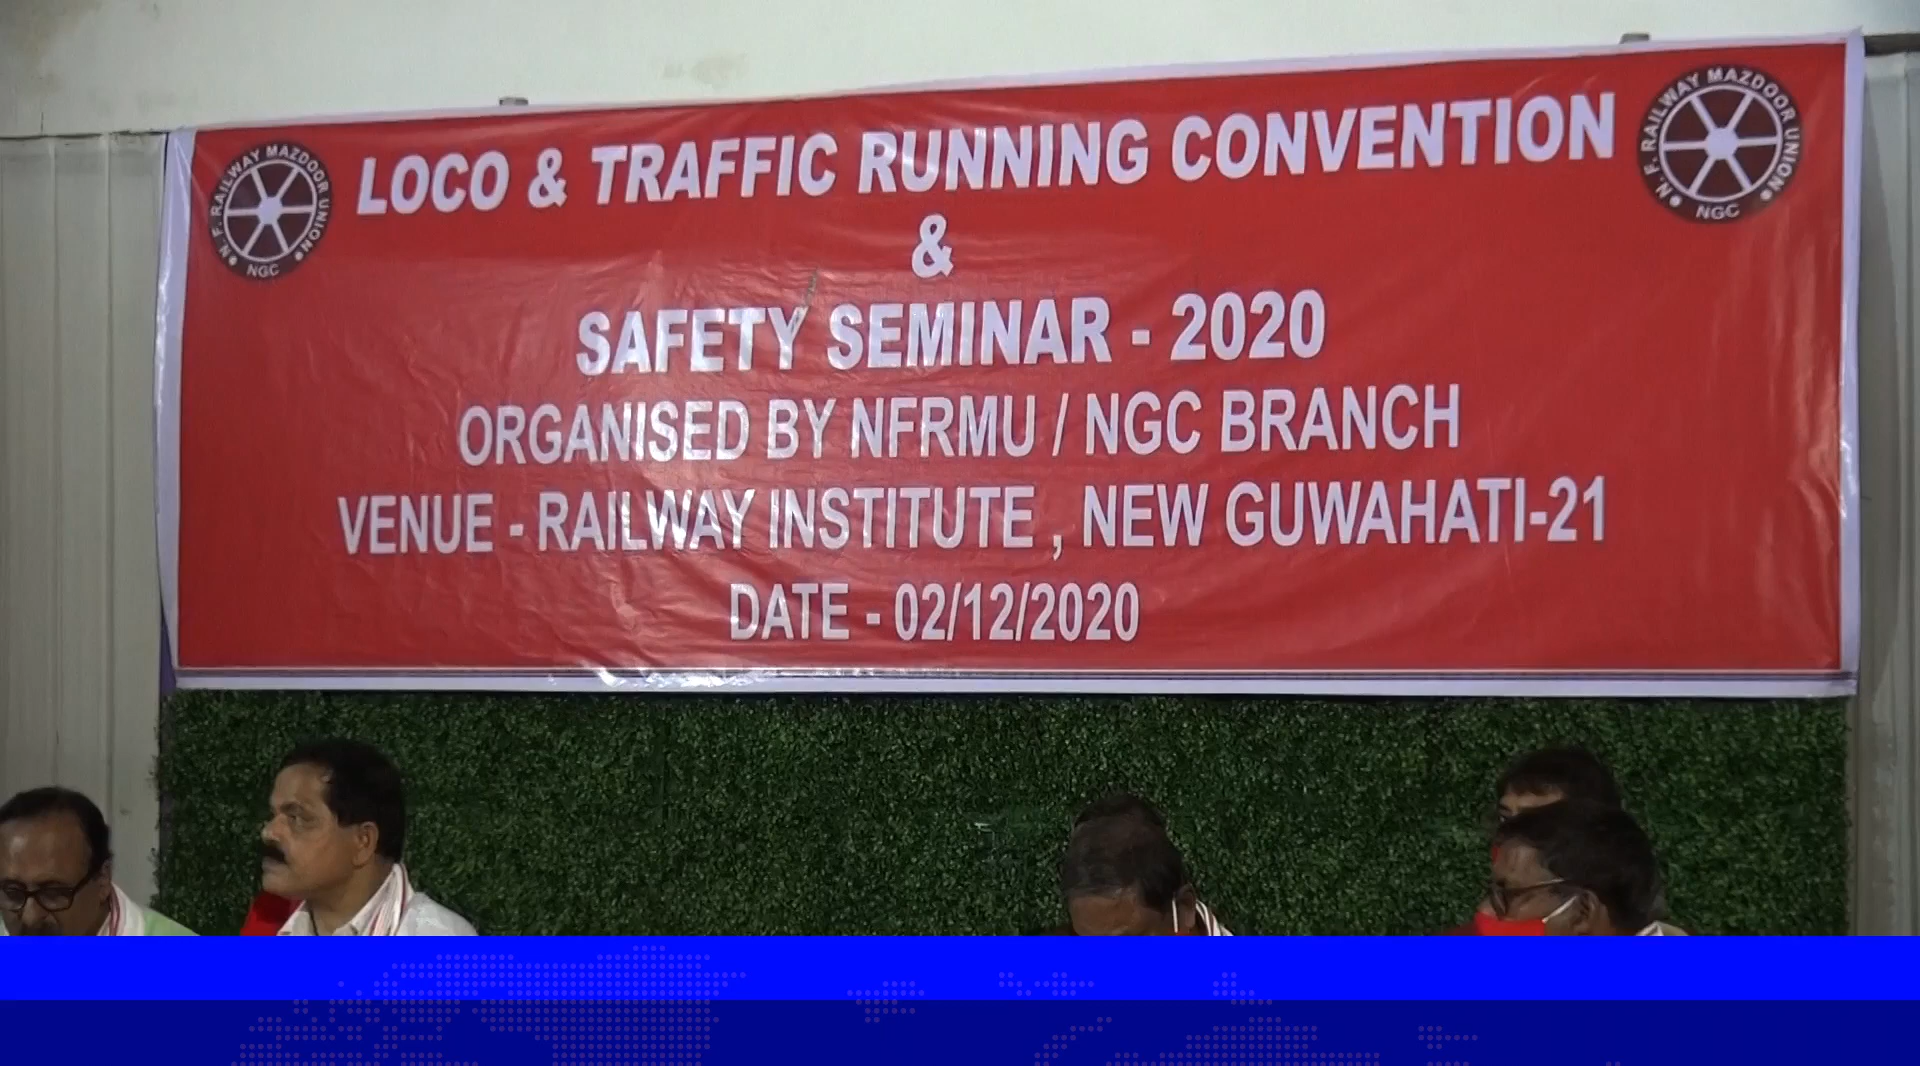 N. F. RAILWAY MAZDOOR UNION
NGC
LOCO & TRAFFIC RUNNING CONVENTION
N. F. RAILWAY MAZDOOR UNION
NGC
&
SAFETY SEMINAR - 2020
ORGANISED BY NFRMU / NGC BRANCH
VENUE - RAILWAY INSTITUTE , NEW GUWAHATI-21
DATE - 02/12/2020